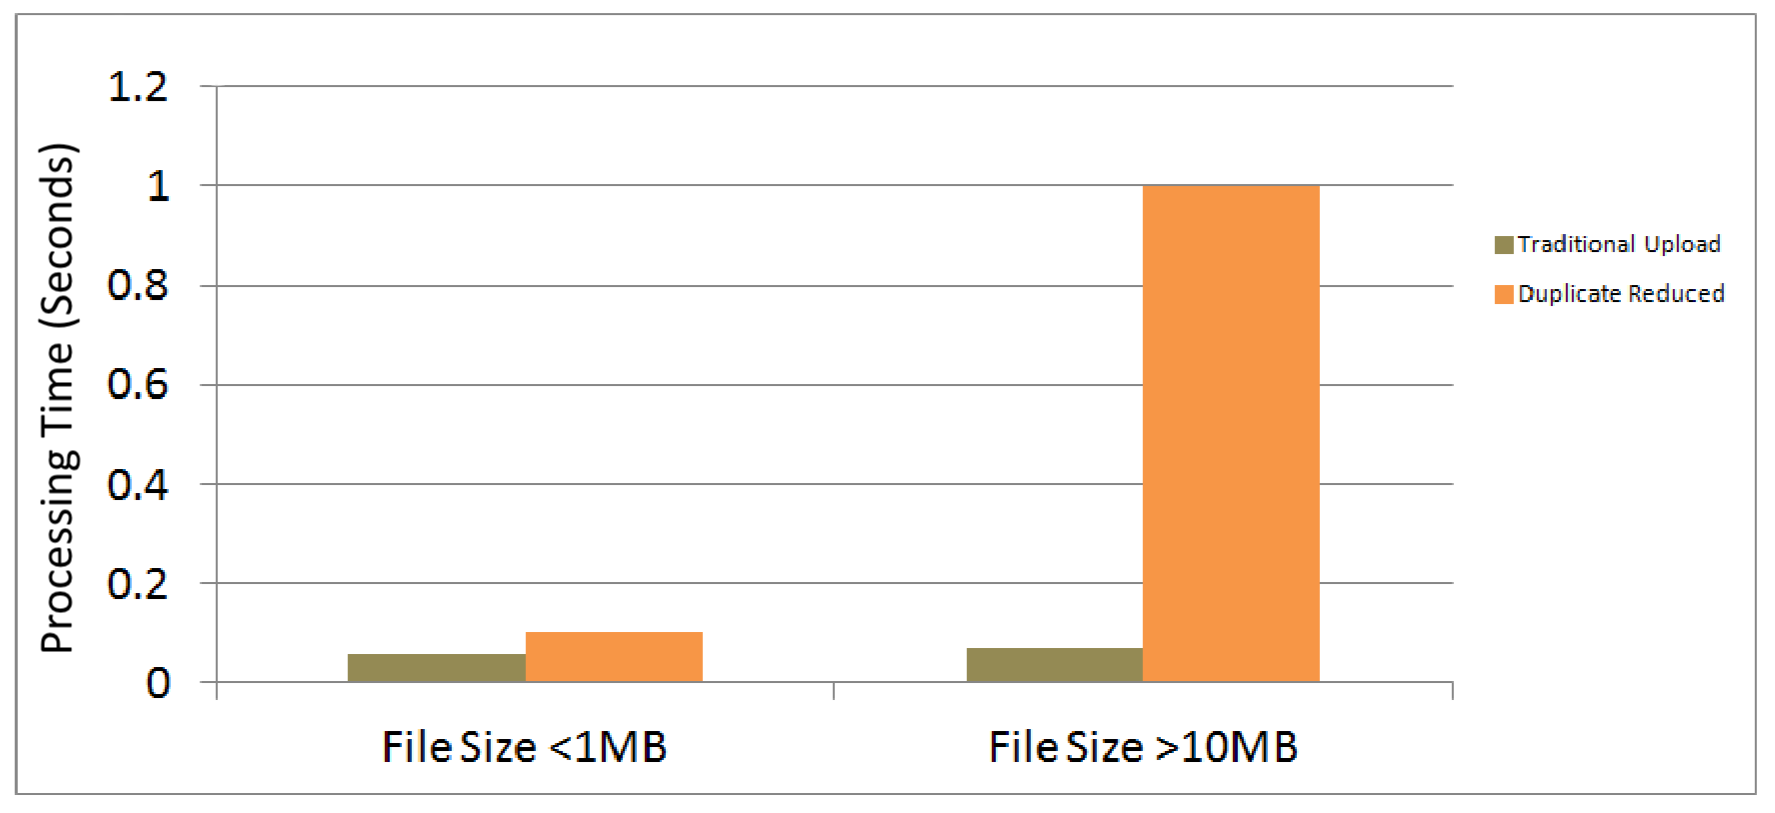 Processing Time (Seconds)
1.2
1
0.8
0.6
0.4
0.2
0
File Size <1MB
File Size >10MB
Traditional Upload
Duplicate Reduced